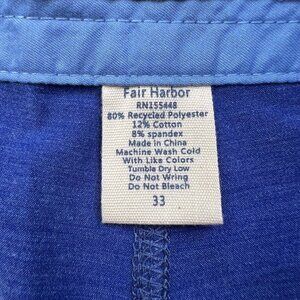 Fair Harbor
RN155448
80% Recycled Polyester
12% Cotton
8% spandex
Made in China
Machine Wash Cold
With Like Colors
Tumble Dry Low
Do Not Wring
Do Not Bleach
33